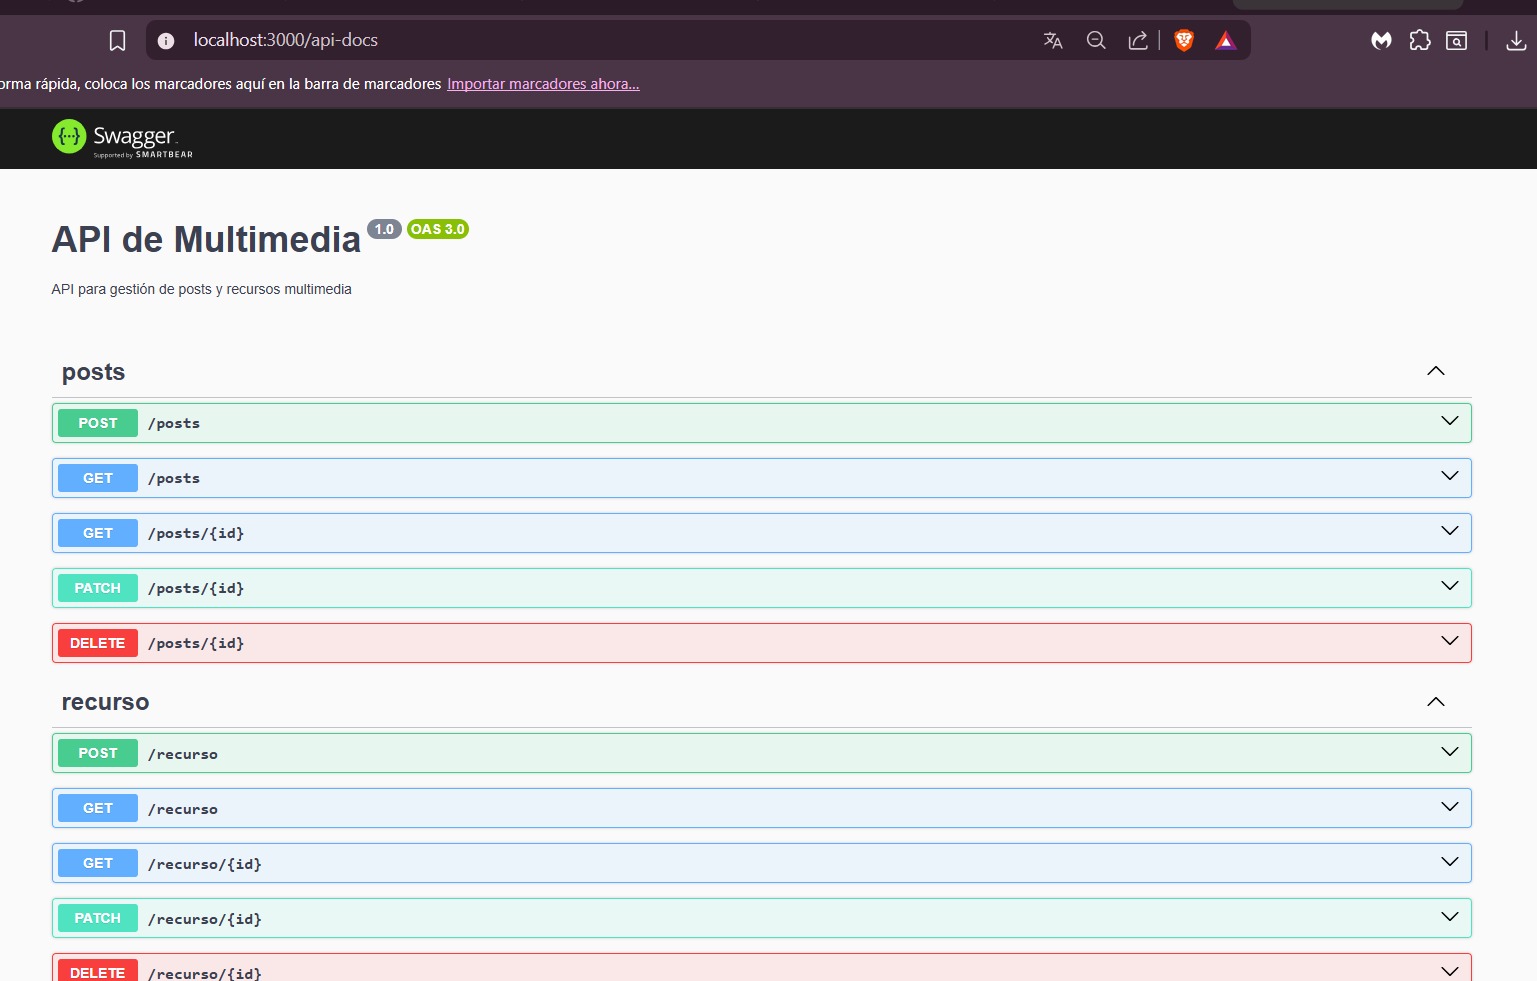 localhost:3000/api-docs
orma rápida, coloca los marcadores aquí en la barra de marcadores Importar marcadores ahora...
{···} Swagger
Supported by SMARTBEAR
API de Multimedia 1.0 OAS 3.0
API para gestión de posts y recursos multimedia
posts
POST /posts
GET /posts
GET /posts/{id}
PATCH /posts/{id}
DELETE /posts/{id}
recurso
POST /recurso
GET /recurso
GET /recurso/{id}
PATCH /recurso/{id}
DELETE /recurso/{id}